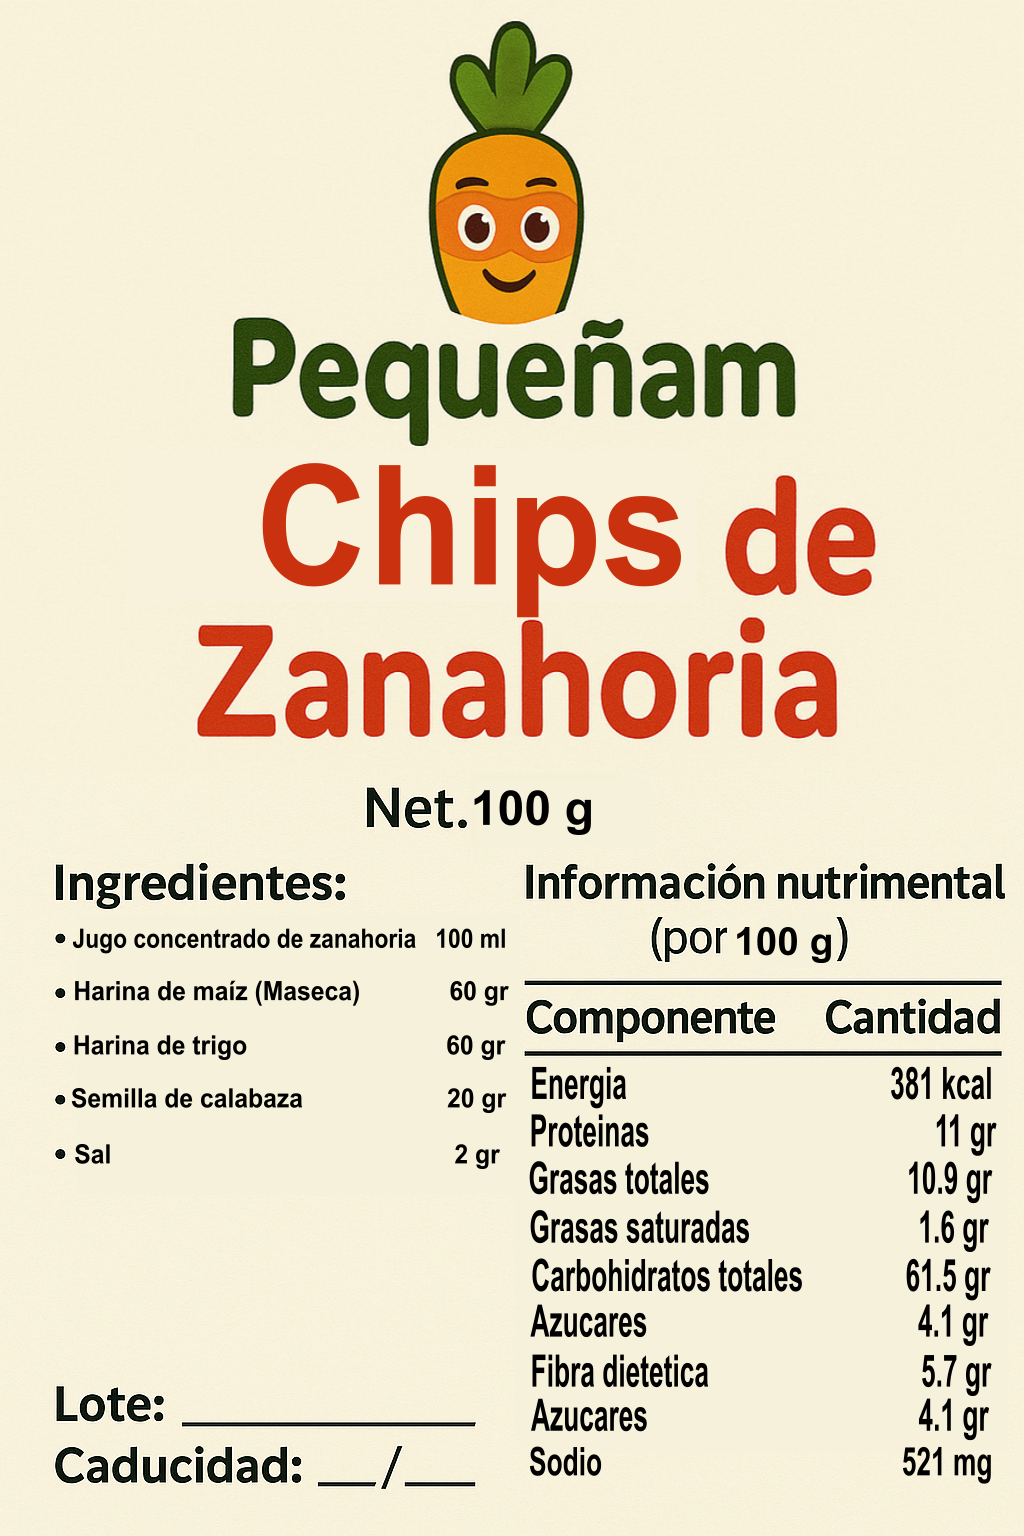 Pequeñam
Chips de
Zanahoria
Net.100 g
Ingredientes:
• Jugo concentrado de zanahoria 100 ml
• Harina de maíz (Maseca) 60 gr
• Harina de trigo 60 gr
• Semilla de calabaza 20 gr
• Sal 2 gr
Lote: ____________
Caducidad: __/__
Información nutrimental
(por 100 g)
Componente Cantidad
Energia 381 kcal
Proteinas 11 gr
Grasas totales 10.9 gr
Grasas saturadas 1.6 gr
Carbohidratos totales 61.5 gr
Azucares 4.1 gr
Fibra dietetica 5.7 gr
Azucares 4.1 gr
Sodio 521 mg